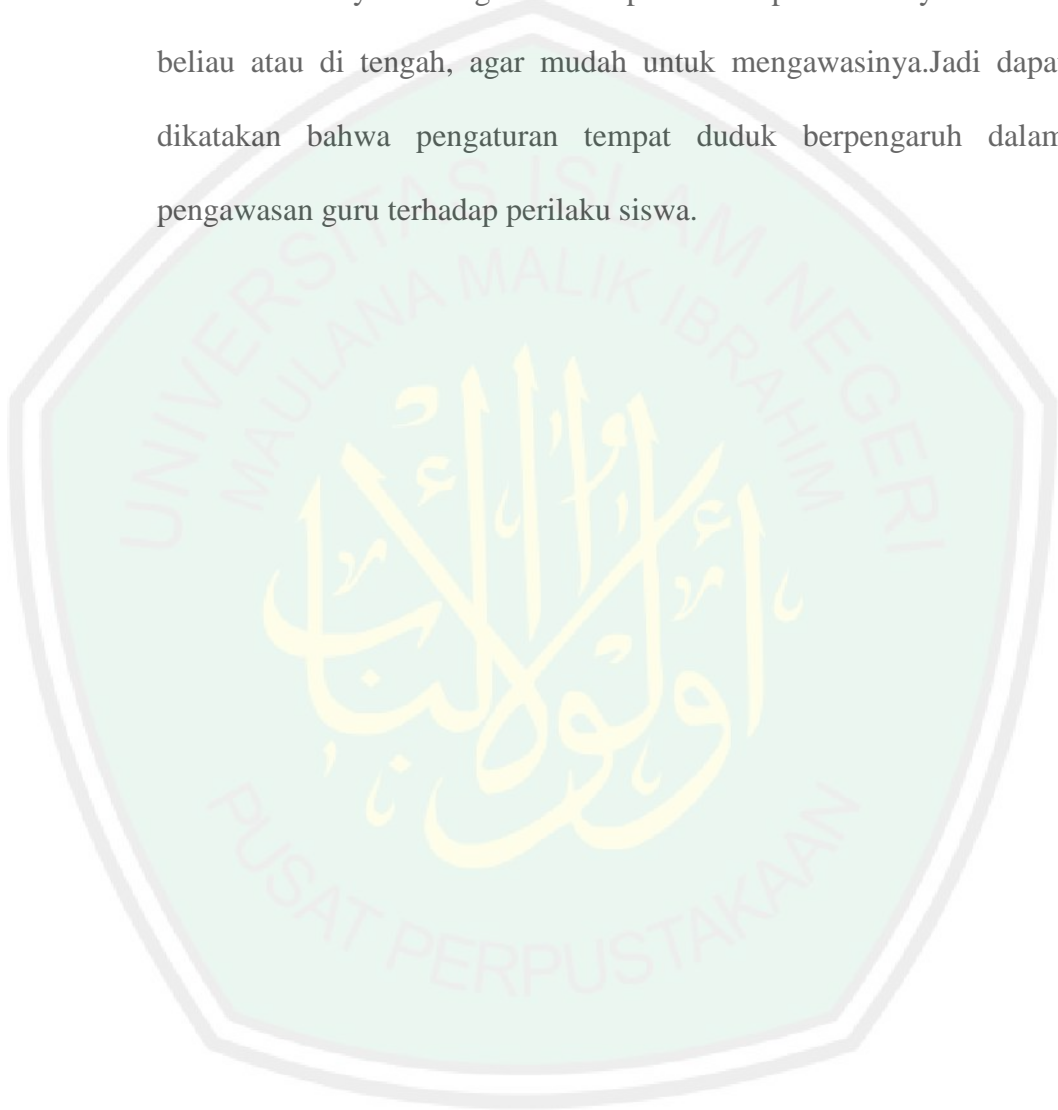 beliau atau di tengah, agar mudah untuk mengawasinya.Jadi dapat
dikatakan bahwa pengaturan tempat duduk berpengaruh dalam
pengawasan guru terhadap perilaku siswa.
UNIVERSITAS ISLAM NEGERI
MAULANA MALIK IBRAHIM
أولوا الألباب
PUSAT PERPUSTAKAAN